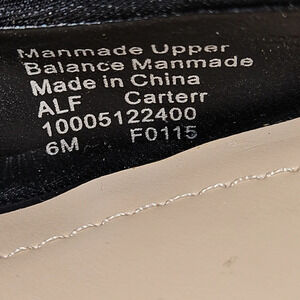 Manmade Upper
Balance Manmade
Made in China
ALF Carterr
10005122400
6M F0115